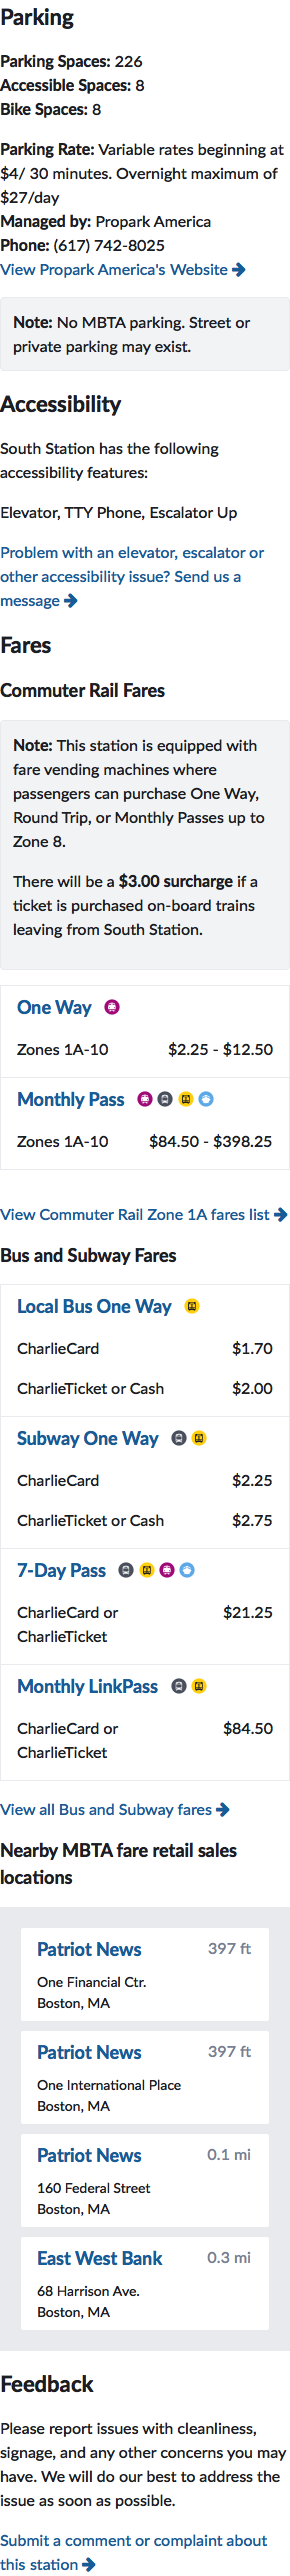 Parking
Parking Spaces: 226
Accessible Spaces: 8
Bike Spaces: 8
Parking Rate: Variable rates beginning at
$4/ 30 minutes. Overnight maximum of
$27/day
Managed by: Propark America
Phone: (617) 742-8025
View Propark America's Website
Note: No MBTA parking. Street or
private parking may exist.
Accessibility
South Station has the following
accessibility features:
Elevator, TTY Phone, Escalator Up
Problem with an elevator, escalator or
other accessibility issue? Send us a
message
Fares
Commuter Rail Fares
Note: This station is equipped with
fare vending machines where
passengers can purchase One Way,
Round Trip, or Monthly Passes up to
Zone 8.
There will be a $3.00 surcharge if a
ticket is purchased on-board trains
leaving from South Station.
One Way
Zones 1A-10 $2.25 - $12.50
Monthly Pass
Zones 1A-10 $84.50 - $398.25
View Commuter Rail Zone 1A fares list
Bus and Subway Fares
Local Bus One Way
CharlieCard $1.70
CharlieTicket or Cash $2.00
Subway One Way
CharlieCard $2.25
CharlieTicket or Cash $2.75
7-Day Pass
CharlieCard or $21.25
CharlieTicket
Monthly LinkPass
CharlieCard or $84.50
CharlieTicket
View all Bus and Subway fares
Nearby MBTA fare retail sales
locations
Patriot News 397 ft
One Financial Ctr.
Boston, MA
Patriot News 397 ft
One International Place
Boston, MA
Patriot News 0.1 mi
160 Federal Street
Boston, MA
East West Bank 0.3 mi
68 Harrison Ave.
Boston, MA
Feedback
Please report issues with cleanliness,
signage, and any other concerns you may
have. We will do our best to address the
issue as soon as possible.
Submit a comment or complaint about
this station